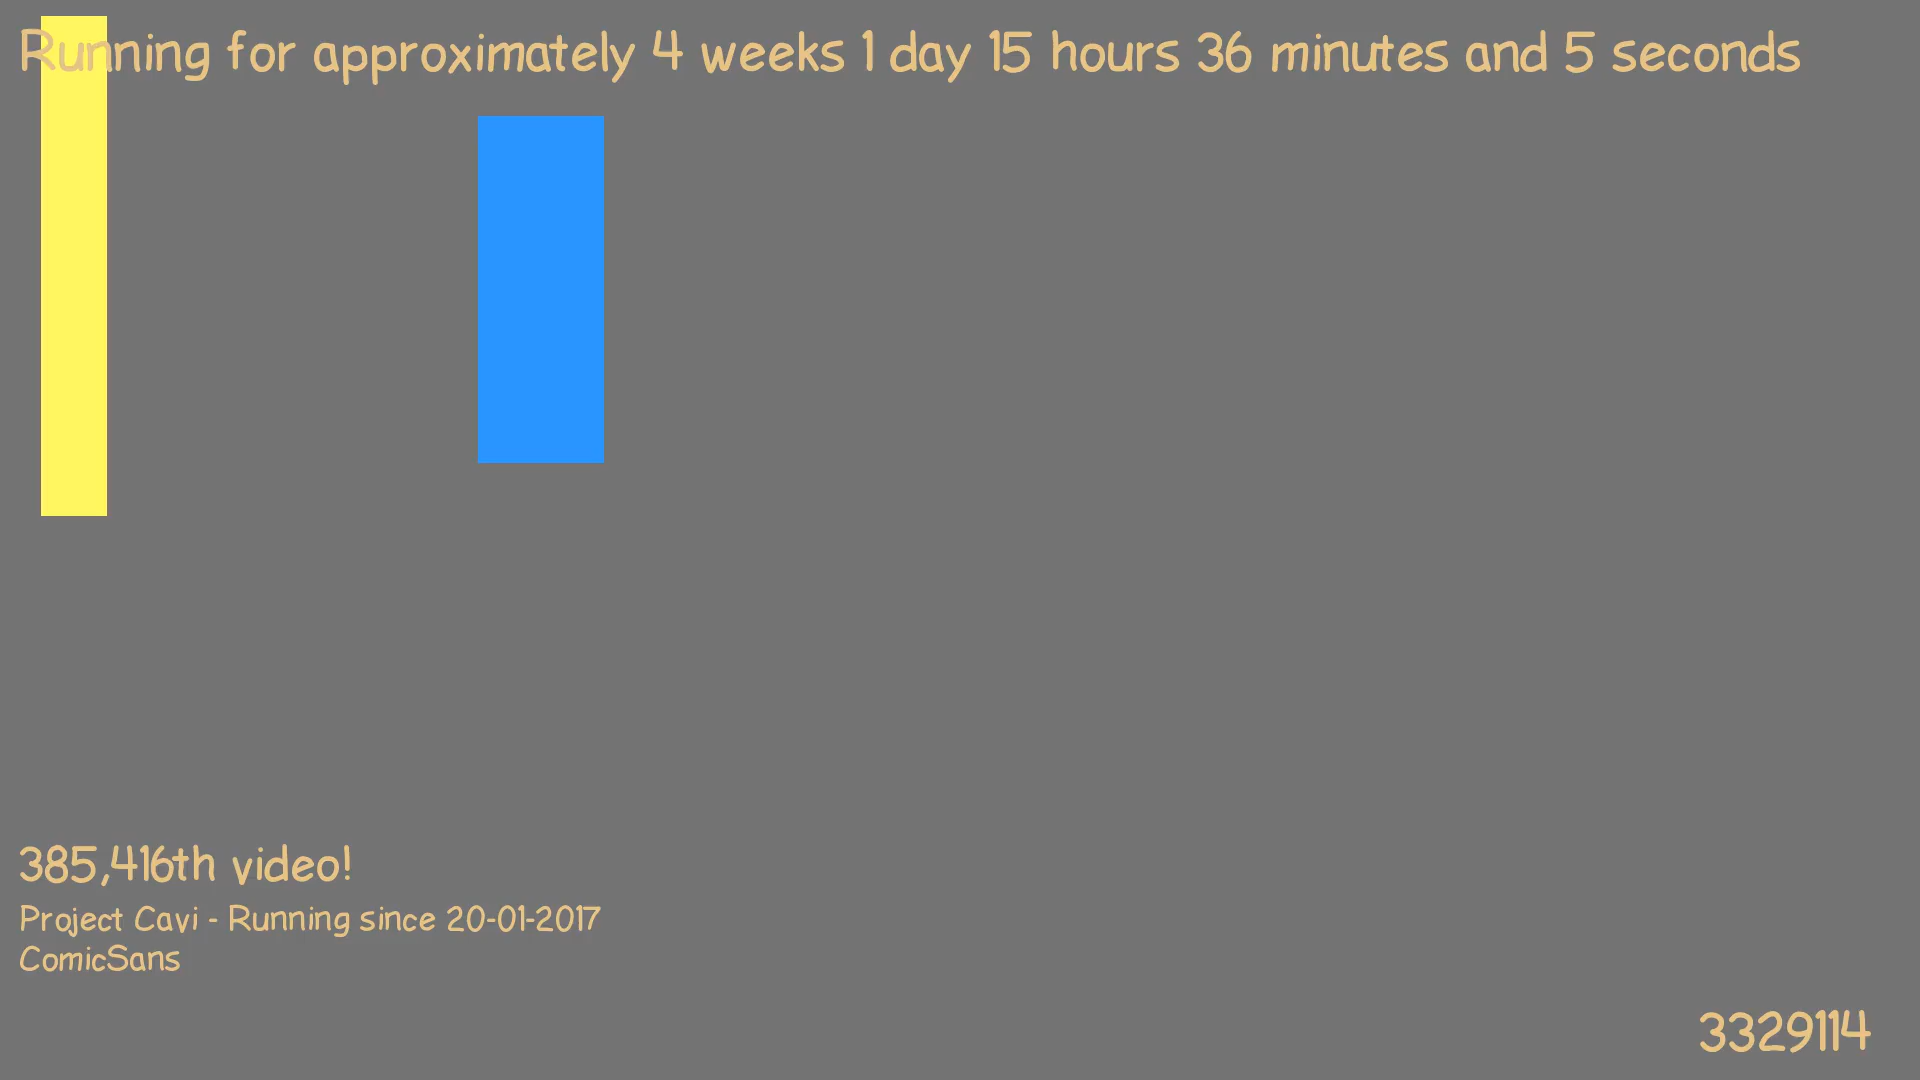 Running for approximately 4 weeks 1 day 15 hours 36 minutes and 5 seconds
385,416th video!
Project Cavi - Running since 20-01-2017
ComicSans
3329114